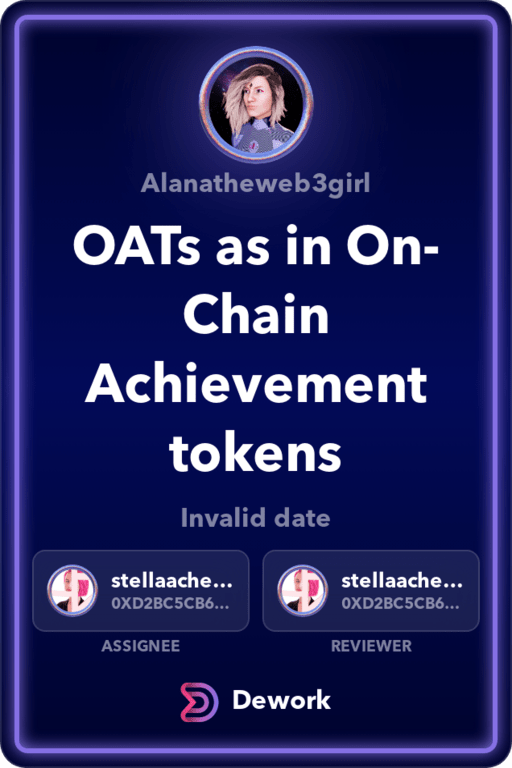 Alanatheweb3girl
OATs as in On-
Chain
Achievement
tokens
Invalid date
stellaache...
0XD2BC5CB6...
ASSIGNEE
stellaache...
0XD2BC5CB6...
REVIEWER
Dework